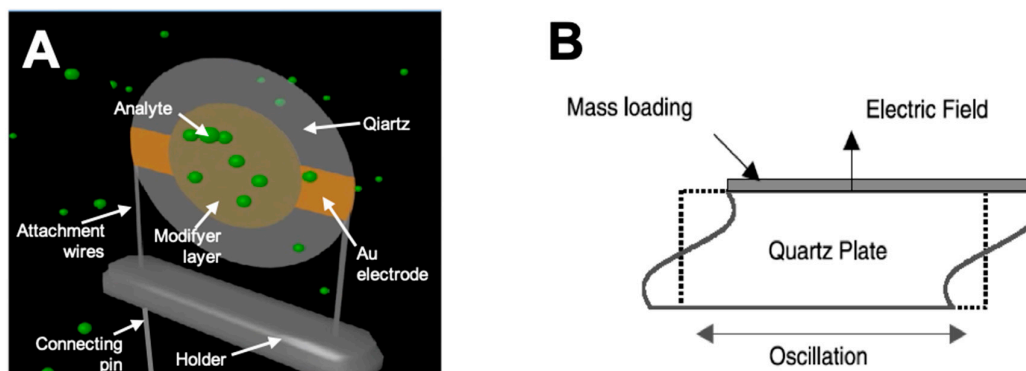 A
Analyte
Qiartz
Attachment
wires
Modifyer
layer
Au
electrode
Connecting
pin
Holder
B
Mass loading
Electric Field
Quartz Plate
Oscillation